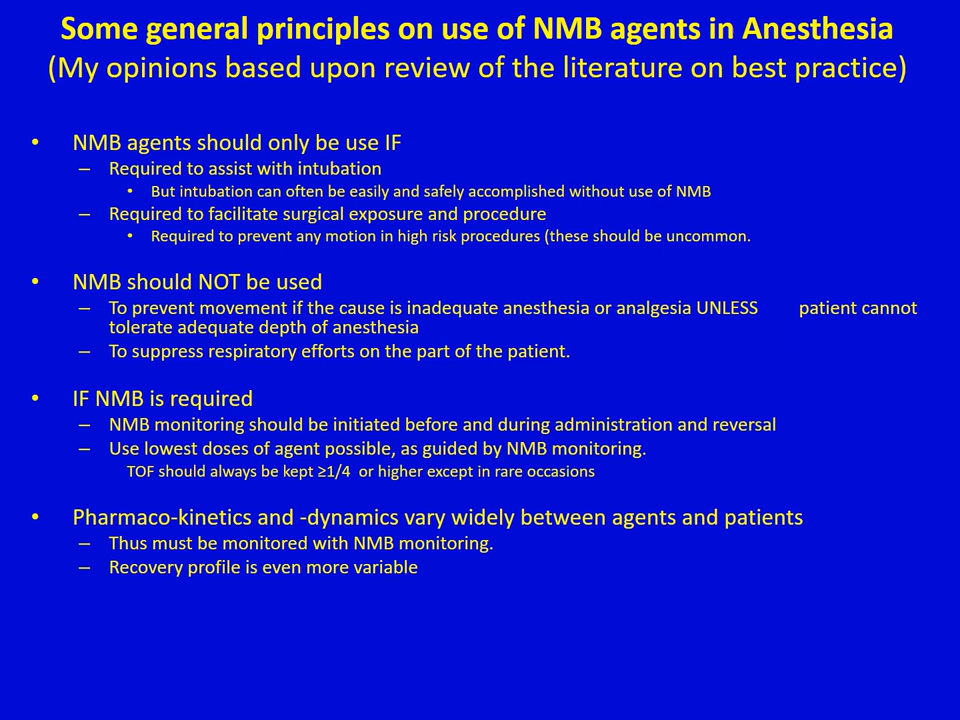 Some general principles on use of NMB agents in Anesthesia
(My opinions based upon review of the literature on best practice)
• NMB agents should only be use IF
– Required to assist with intubation
• But intubation can often be easily and safely accomplished without use of NMB
– Required to facilitate surgical exposure and procedure
• Required to prevent any motion in high risk procedures (these should be uncommon.
• NMB should NOT be used
– To prevent movement if the cause is inadequate anesthesia or analgesia UNLESS patient cannot
tolerate adequate depth of anesthesia
– To suppress respiratory efforts on the part of the patient.
• IF NMB is required
– NMB monitoring should be initiated before and during administration and reversal
– Use lowest doses of agent possible, as guided by NMB monitoring.
TOF should always be kept ≥1/4 or higher except in rare occasions
• Pharmaco-kinetics and -dynamics vary widely between agents and patients
– Thus must be monitored with NMB monitoring.
– Recovery profile is even more variable